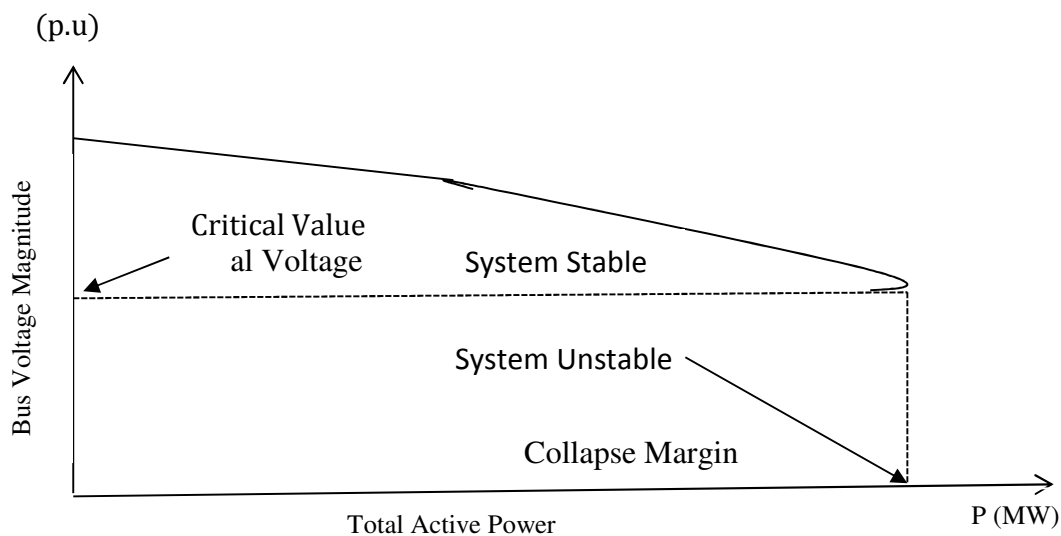 (p.u)
Bus Voltage Magnitude
Critical Value
al Voltage
System Stable
System Unstable
Collapse Margin
Total Active Power
P (MW)